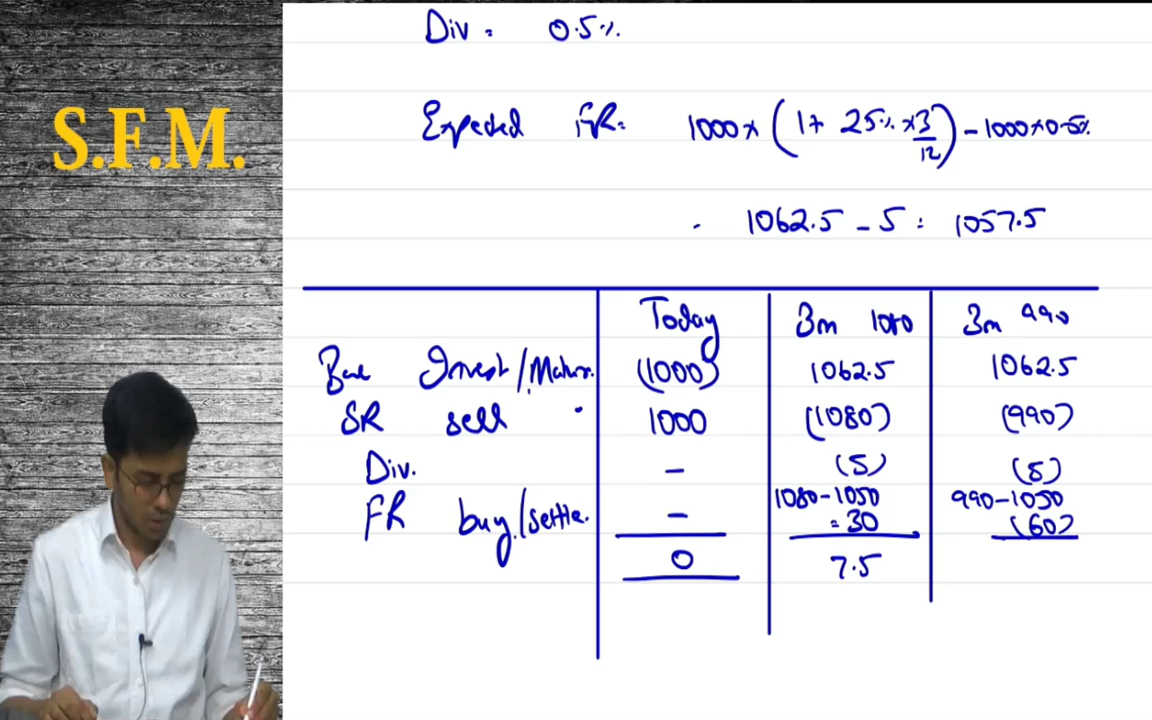 Div = 0.5%
S.F.M.
Expected FR = 1000 × (1 + 25% × 3/12) - 1000 × 0.5%
= 1062.5 - 5 = 1057.5
Today 3m 1080 3m 990
Invest / Matur. (1000) 1062.5 1062.5
SR sell 1000 (1080) (990)
Div. - (5) (5)
FR buy / settle. - 1080-1050 = 30 990-1050 (60)
0 7.5